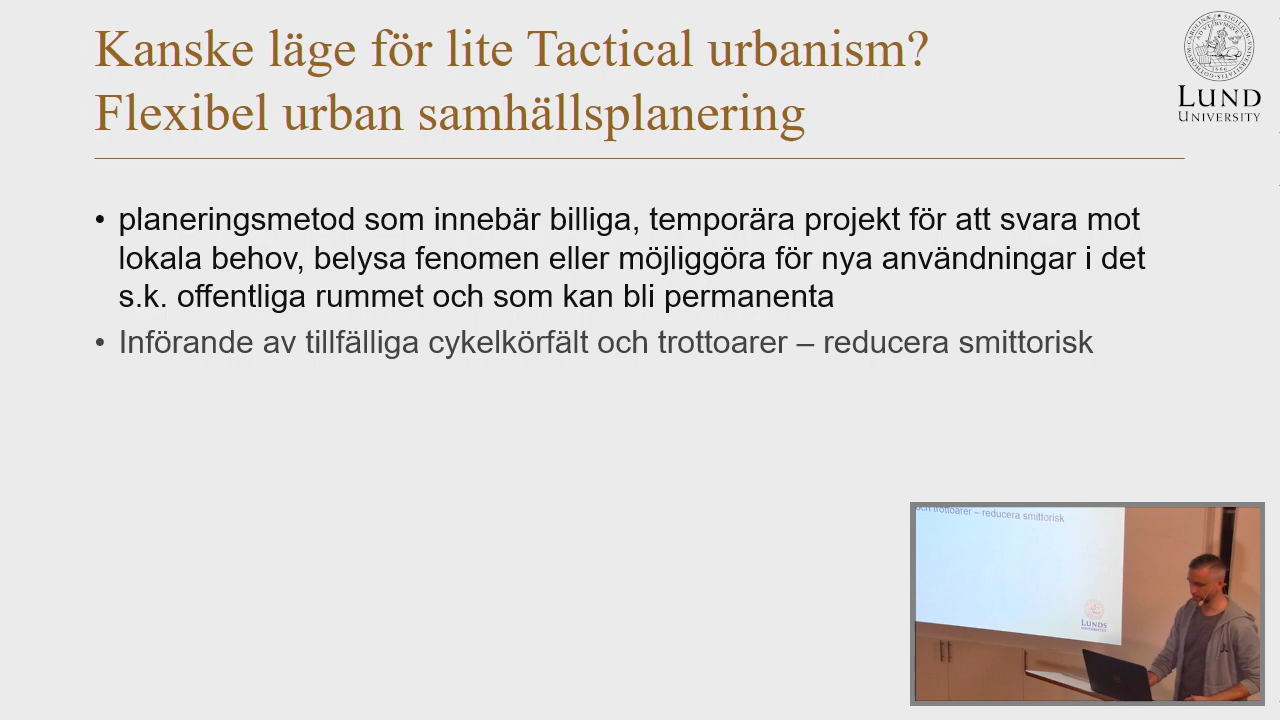 Kanske läge för lite Tactical urbanism?
Flexibel urban samhällsplanering
LUND
UNIVERSITY
• planeringsmetod som innebär billiga, temporära projekt för att svara mot
lokala behov, belysa fenomen eller möjliggöra för nya användningar i det
s.k. offentliga rummet och som kan bli permanenta
• Införande av tillfälliga cykelkörfält och trottoarer – reducera smittorisk
och trottoarer – reducera smittorisk
LUNDS
UNIVERSITET